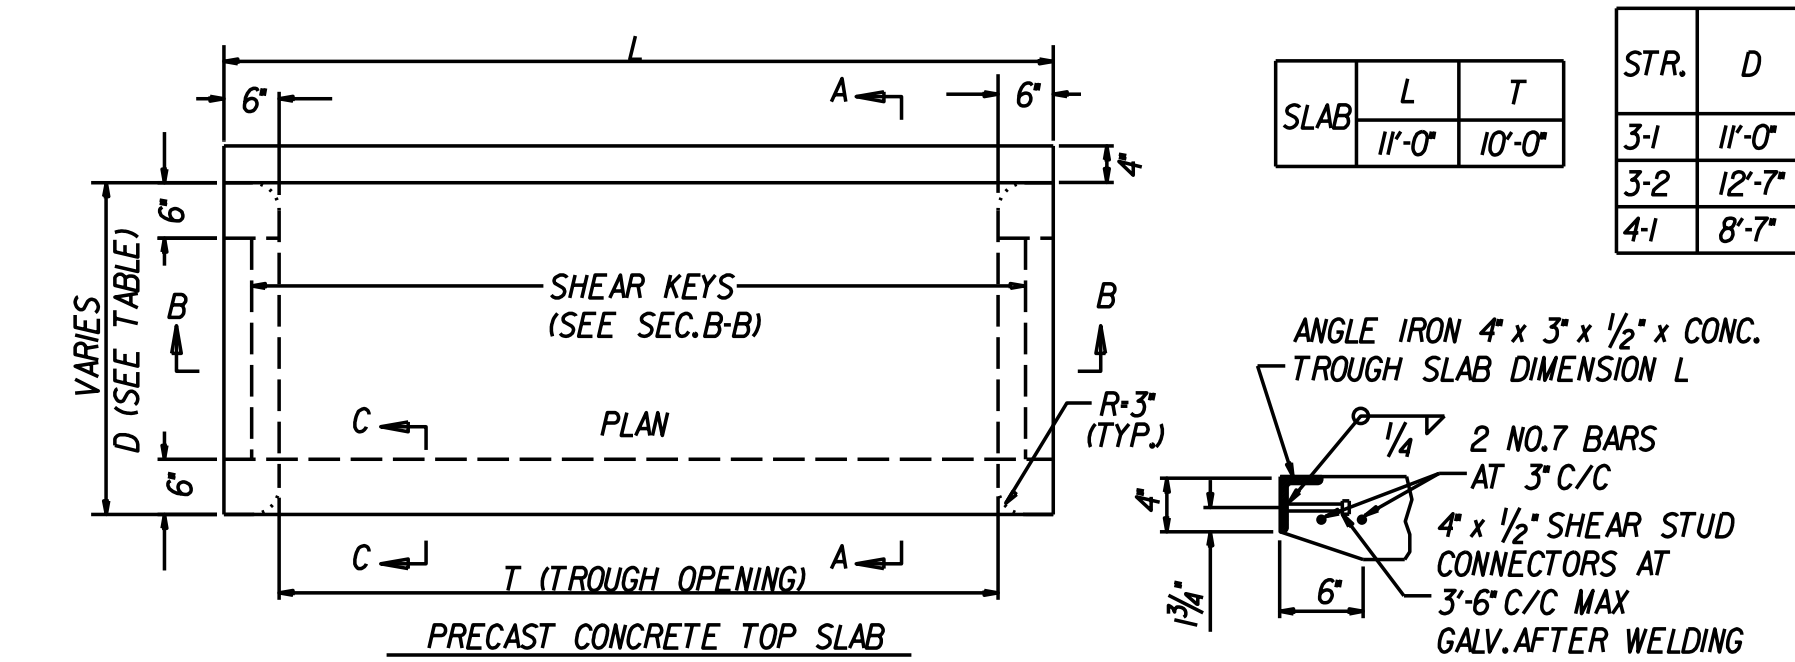 L
6"
A
6"
4"
6"
VARIES
D (SEE TABLE)
B
SHEAR KEYS
(SEE SEC.B-B)
B
C
PLAN
R=3"
(TYP.)
6"
C
A
T (TROUGH OPENING)
PRECAST CONCRETE TOP SLAB
SLAB L T
11'-0" 10'-0"
STR. D
3-1 11'-0"
3-2 12'-7"
4-1 8'-7"
ANGLE IRON 4" x 3" x 1/2" x CONC.
TROUGH SLAB DIMENSION L
1/4
2 NO.7 BARS
AT 3" C/C
4"
4" x 1/2" SHEAR STUD
CONNECTORS AT
3'-6" C/C MAX
GALV.AFTER WELDING
6"
1 3/4"